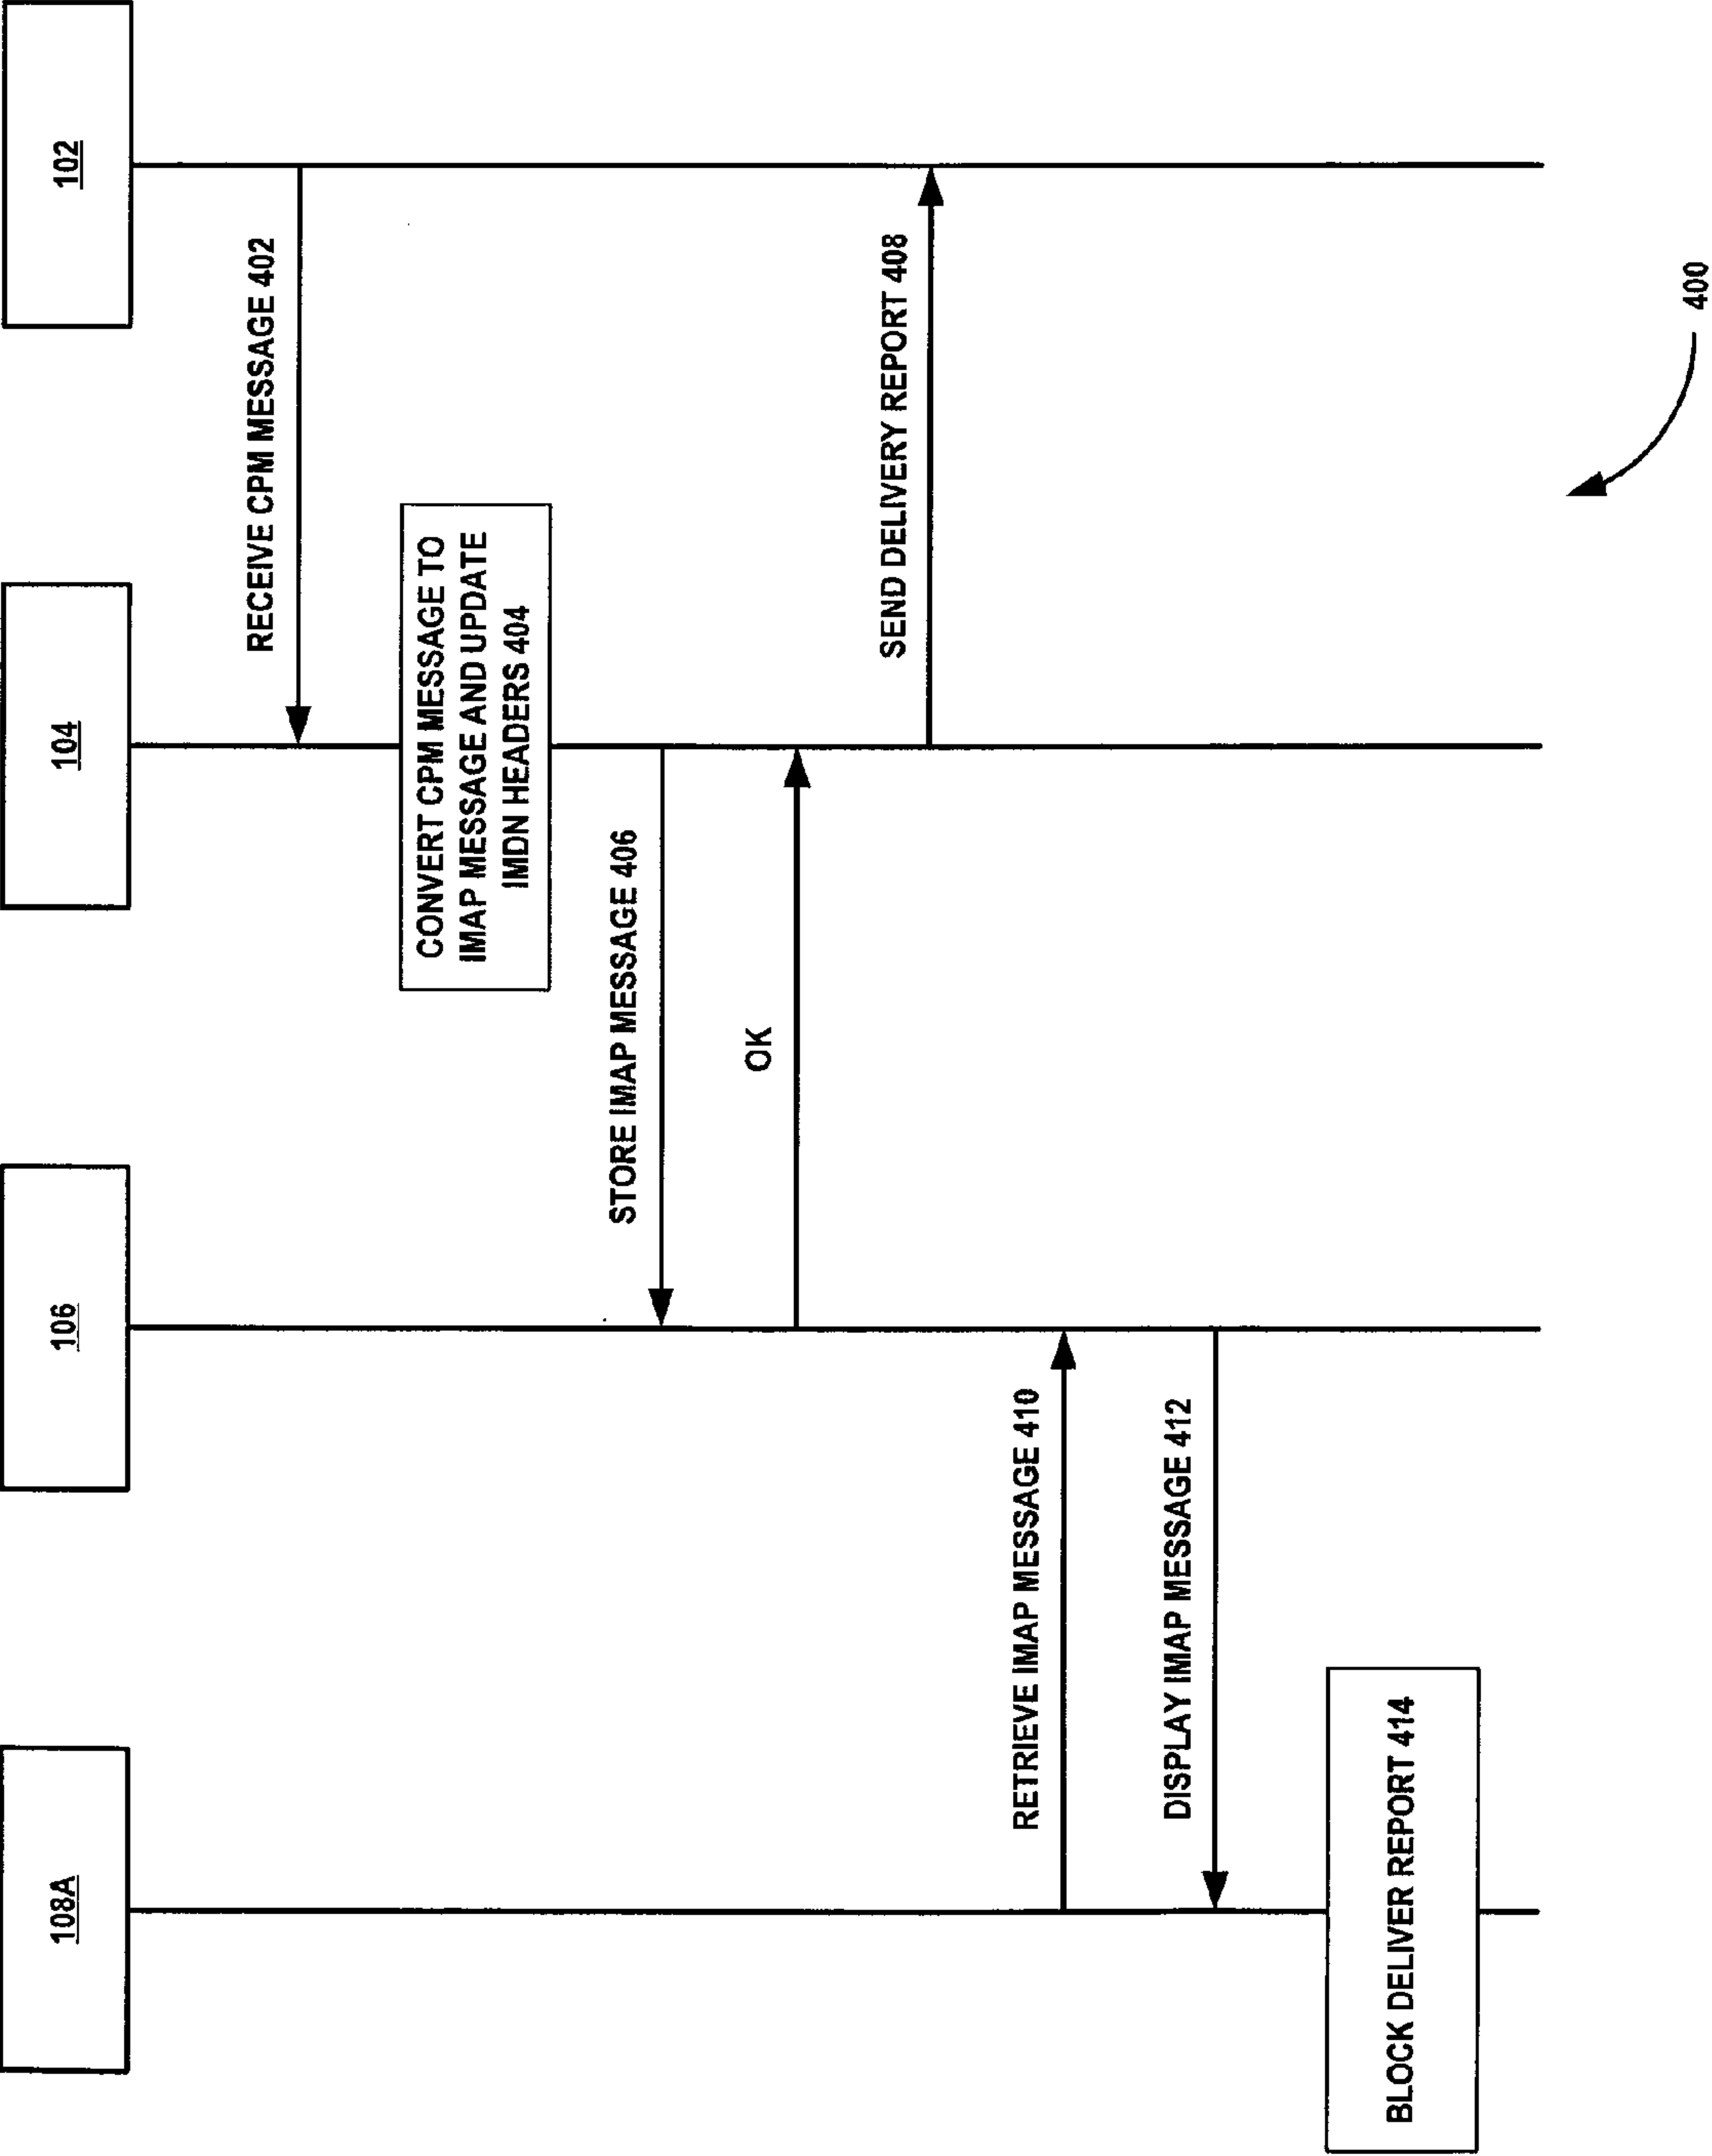 108A
106
104
102
RECEIVE CPM MESSAGE 402
CONVERT CPM MESSAGE TO
IMAP MESSAGE AND UPDATE
IMDN HEADERS 404
STORE IMAP MESSAGE 406
OK
SEND DELIVERY REPORT 408
RETRIEVE IMAP MESSAGE 410
DISPLAY IMAP MESSAGE 412
BLOCK DELIVER REPORT 414
400